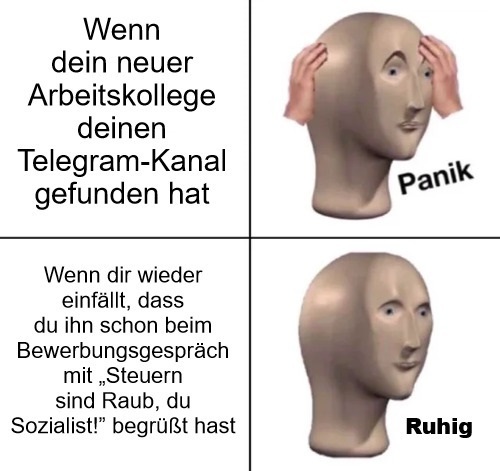 Wenn
dein neuer
Arbeitskollege
deinen
Telegram-Kanal
gefunden hat
Panik
Wenn dir wieder
einfällt, dass
du ihn schon beim
Bewerbungsgespräch
mit „Steuern
sind Raub, du
Sozialist!” begrüßt hast
Ruhig